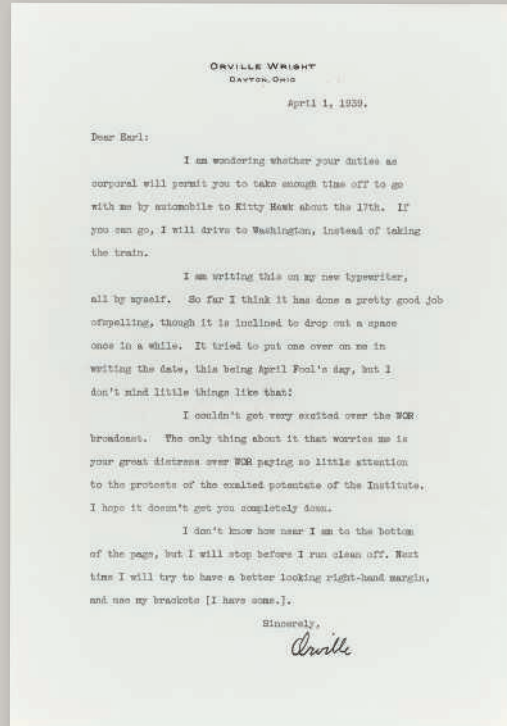 ORVILLE WRIGHT
DAYTON, OHIO
April 1, 1939.
Dear Earl:
I am wondering whether your duties as
corporal will permit you to take enough time off to go
with me by automobile to Kitty Hawk about the 17th. If
you can go, I will drive to Washington, instead of taking
the train.
I am writing this on my new typewriter,
all by myself. So far I think it has done a pretty good job
ofspelling, though it is inclined to drop out a space
once in a while. It tried to put one over on me in
writing the date, this being April Fool's day, but I
don't mind little things like that!
I couldn't get very excited over the WOR
broadcast. The only thing about it that worries me is
your great distress over WOR paying so little attention
to the protests of the exalted potentate of the Institute.
I hope it doesn't get you completely down.
I don't know how near I am to the bottom
of the page, but I will stop before I run clean off. Next
time I will try to have a better looking right-hand margin,
and use my brackets [I have some.].
Sincerely,
Orville